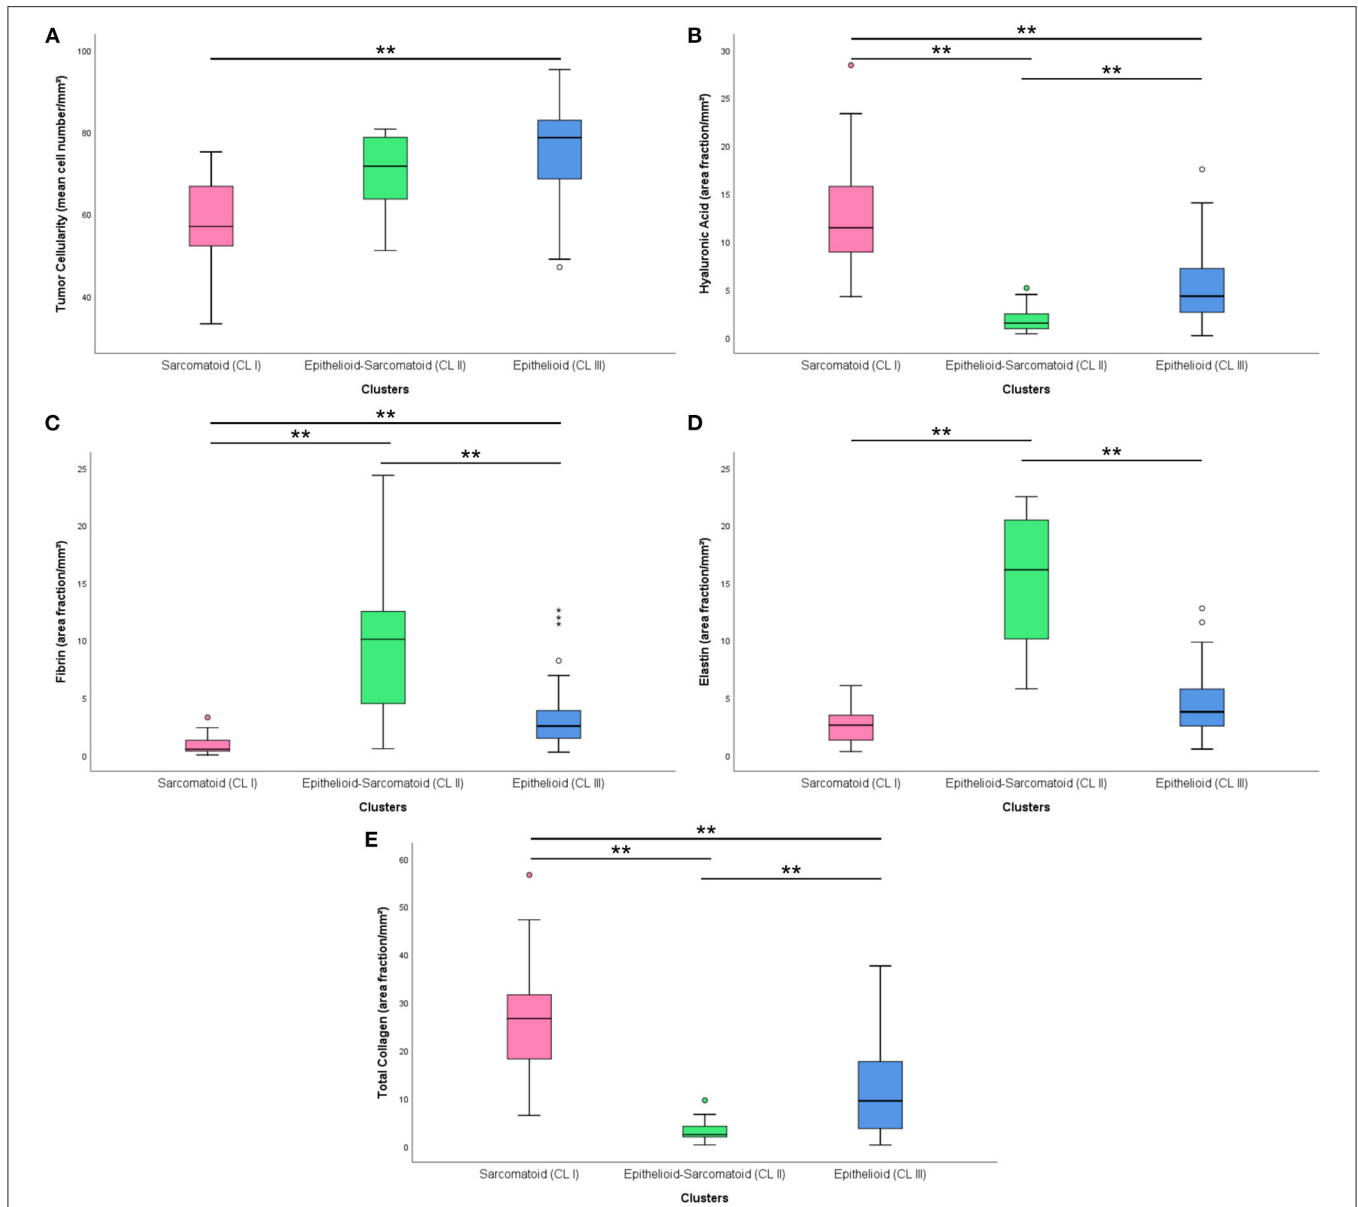 A
**
Tumor Cellularity (mean cell number/mm²)
100
80
60
40
Sarcomatoid (CL I) Epithelioid-Sarcomatoid (CL II) Epithelioid (CL III)
Clusters
B
**
**
**
Hyaluronic Acid (area fraction/mm²)
30
25
20
15
10
5
0
Sarcomatoid (CL I) Epithelioid-Sarcomatoid (CL II) Epithelioid (CL III)
Clusters
C
**
**
**
Fibrin (area fraction/mm²)
25
20
15
10
5
0
Sarcomatoid (CL I) Epithelioid-Sarcomatoid (CL II) Epithelioid (CL III)
Clusters
D
**
**
Elastin (area fraction/mm²)
25
20
15
10
5
0
Sarcomatoid (CL I) Epithelioid-Sarcomatoid (CL II) Epithelioid (CL III)
Clusters
E
**
**
**
Total Collagen (area fraction/mm²)
60
50
40
30
20
10
0
Sarcomatoid (CL I) Epithelioid-Sarcomatoid (CL II) Epithelioid (CL III)
Clusters